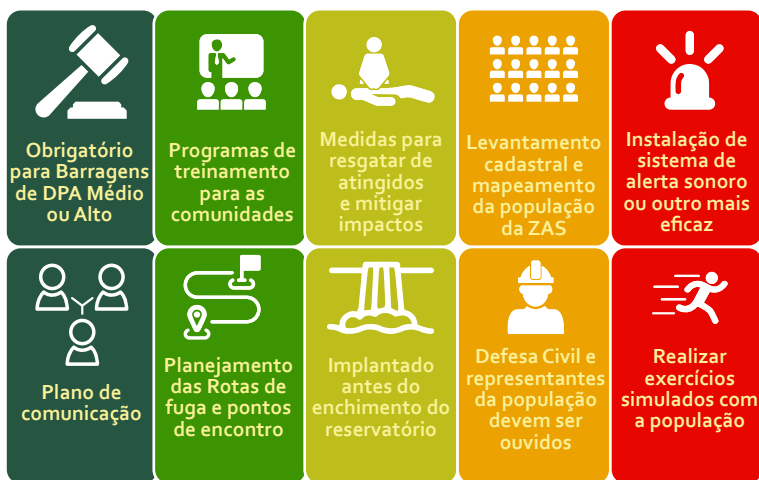 Obrigatório
para Barragens
de DPA Médio
ou Alto
Programas de
treinamento
para as
comunidades
Medidas para
resgatar de
atingidos
e mitigar
impactos
Levantamento
cadastral e
mapeamento
da população
da ZAS
Instalação de
sistema de
alerta sonoro
ou outro mais
eficaz
Plano de
comunicação
Planejamento
das Rotas de
fuga e pontos
de encontro
Implantado
antes do
enchimento do
reservatório
Defesa Civil e
representantes
da população
devem ser
ouvidos
Realizar
exercícios
simulados com
a população